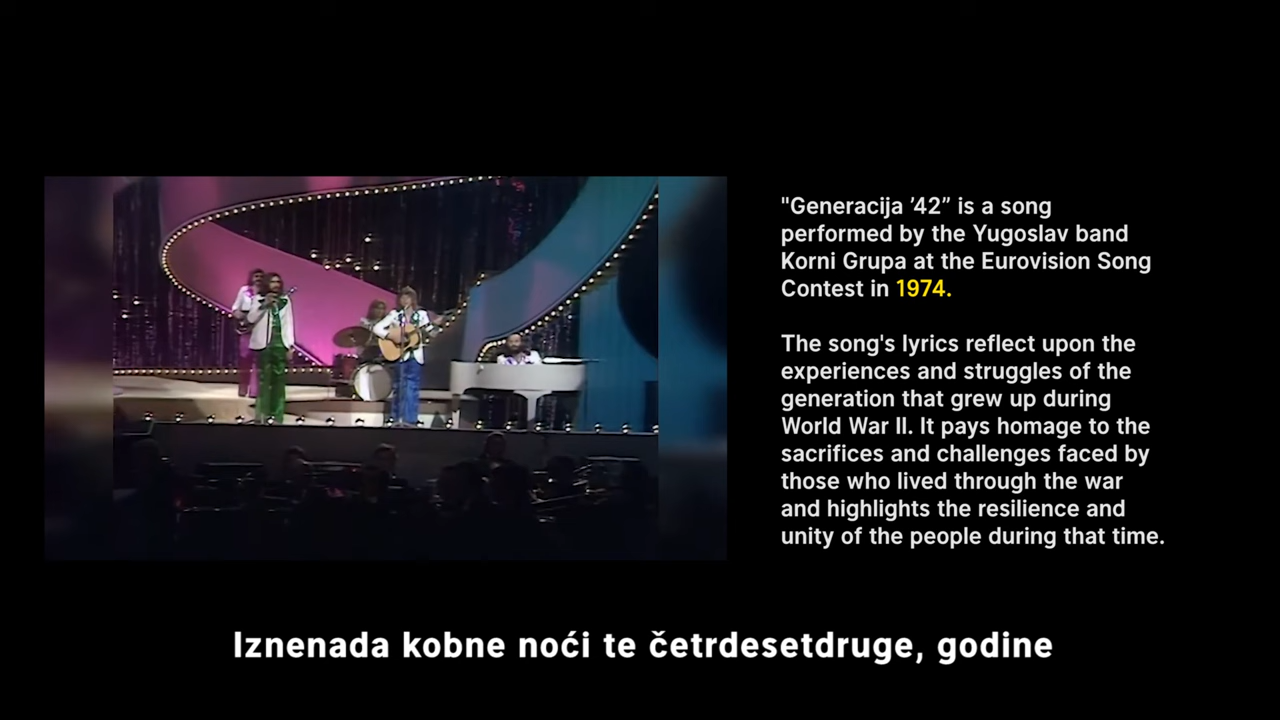 "Generacija ’42” is a song
performed by the Yugoslav band
Korni Grupa at the Eurovision Song
Contest in 1974.
The song's lyrics reflect upon the
experiences and struggles of the
generation that grew up during
World War II. It pays homage to the
sacrifices and challenges faced by
those who lived through the war
and highlights the resilience and
unity of the people during that time.
Iznenada kobne noći te četrdesetdruge, godine